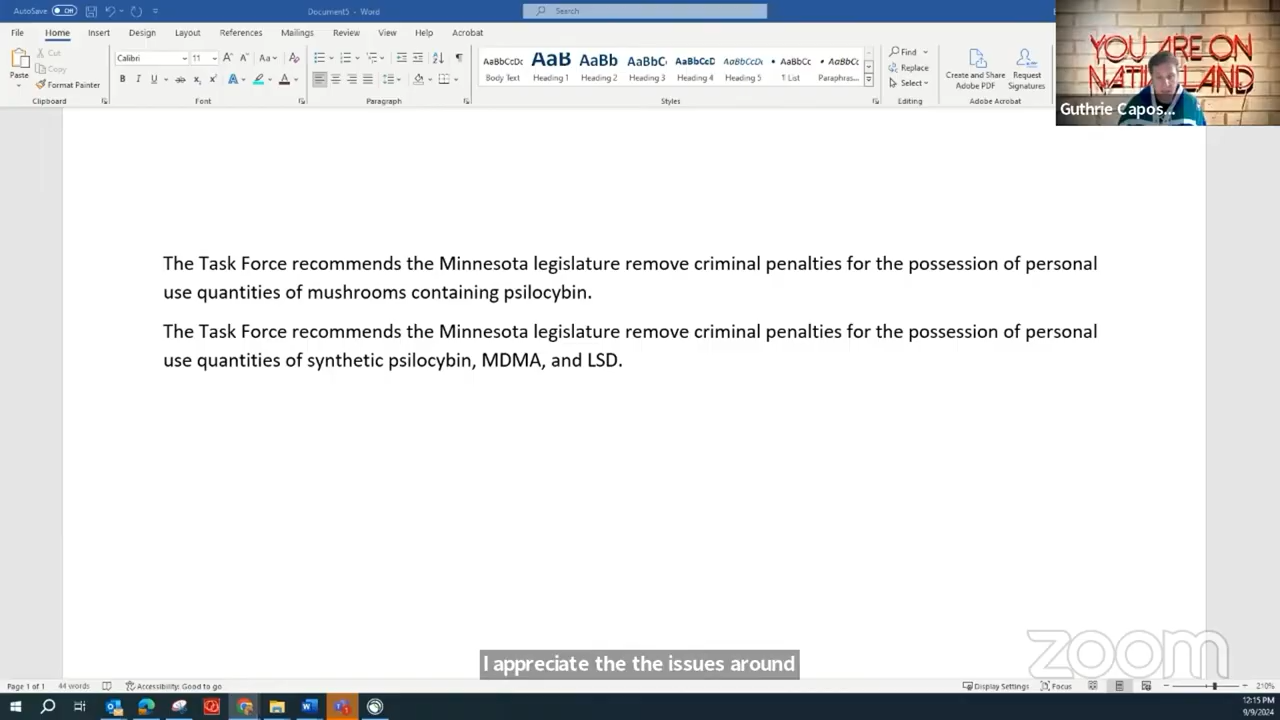 AutoSave Off Document5 - Word Search
File Home Insert Design Layout References Mailings Review View Help Acrobat
YOU ARE ON
NATIVE LAND
Guthrie Capos...
Paste Cut Copy Format Painter
Calibri 11
AaBbCcDc AaB AaBb AaBbC AaBbCcD AaBbCcDc AaBbCc AaBbCc
Body Text Heading 1 Heading 2 Heading 3 Heading 4 Heading 5 1 List Paragraph...
Find Replace Select
Create and Share Adobe PDF
Request Signatures
Clipboard Font Paragraph Styles Editing Adobe Acrobat
The Task Force recommends the Minnesota legislature remove criminal penalties for the possession of personal
use quantities of mushrooms containing psilocybin.
The Task Force recommends the Minnesota legislature remove criminal penalties for the possession of personal
use quantities of synthetic psilocybin, MDMA, and LSD.
zoom
I appreciate the the issues around
Page 1 of 1 44 words Accessibility: Good to go Display Settings Focus 210%
12:15 PM
9/9/2024